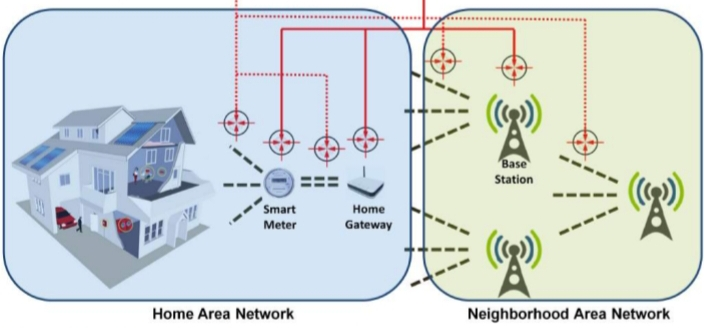 Base
Station
Smart
Meter
Home
Gateway
Home Area Network
Neighborhood Area Network